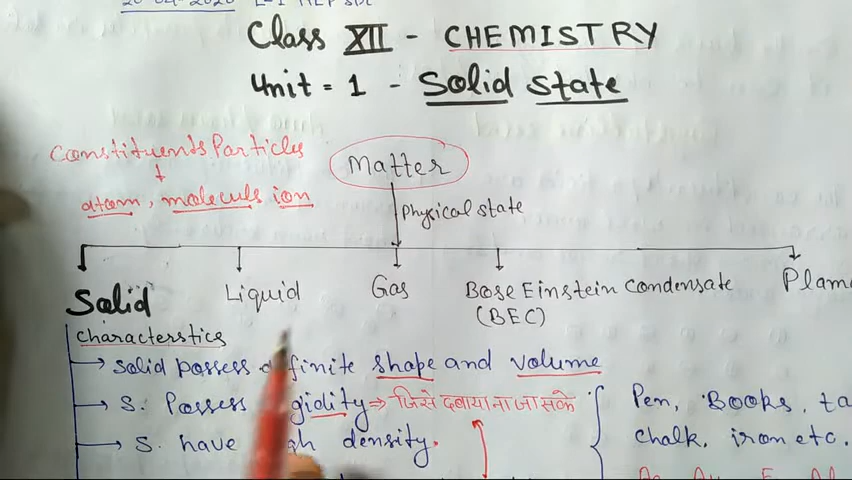 Class XII - CHEMISTRY
Unit = 1 - Solid state
Constituents Particles
atom, moleculs ion
Matter
Physical state
Solid
Liquid
Gas
Bose Einstein Condensate
(BEC)
characterstics
→ solid possess definite shape and volume
→ S. Possess rigidity ⇒ जिसे दबाया ना जा सके
→ S. have high density.
Pen, Books,
chalk, iron etc.